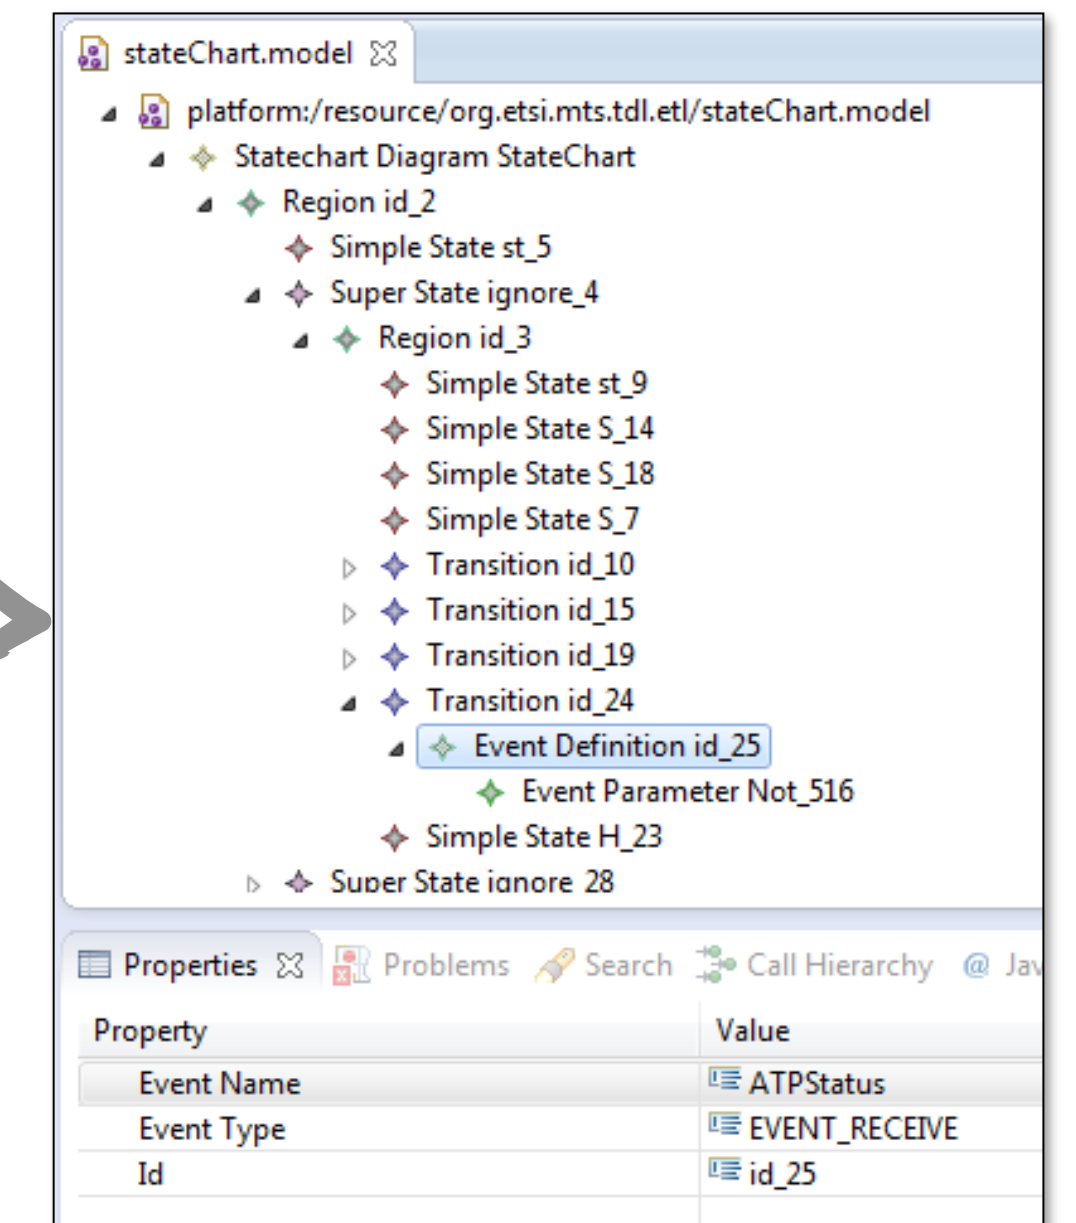 stateChart.model
platform:/resource/org.etsi.mts.tdl.etl/stateChart.model
Statechart Diagram StateChart
Region id_2
Simple State st_5
Super State ignore_4
Region id_3
Simple State st_9
Simple State S_14
Simple State S_18
Simple State S_7
Transition id_10
Transition id_15
Transition id_19
Transition id_24
Event Definition id_25
Event Parameter Not_516
Simple State H_23
Super State ignore_28
Properties Problems Search Call Hierarchy @ Jav
Property Value
Event Name ATPStatus
Event Type EVENT_RECEIVE
Id id_25